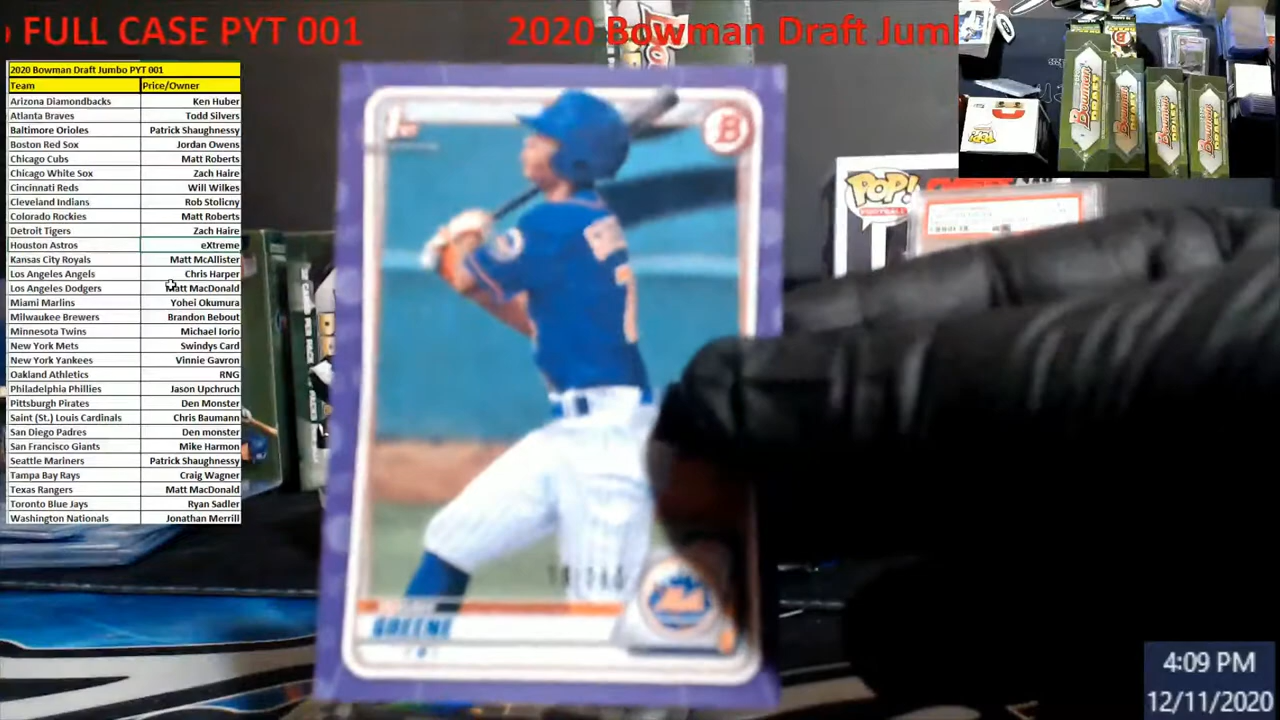 FULL CASE PYT 001
2020 Bowman Draft Jumb
2020 Bowman Draft Jumbo PYT 001
Team Price/Owner
Arizona Diamondbacks Ken Huber
Atlanta Braves Todd Silvers
Baltimore Orioles Patrick Shaughnessy
Boston Red Sox Jordan Owens
Chicago Cubs Matt Roberts
Chicago White Sox Zach Haire
Cincinnati Reds Will Wilkes
Cleveland Indians Rob Stolicny
Colorado Rockies Matt Roberts
Detroit Tigers Zach Haire
Houston Astros eXtreme
Kansas City Royals Matt McAllister
Los Angeles Angels Chris Harper
Los Angeles Dodgers Matt MacDonald
Miami Marlins Yohei Okumura
Milwaukee Brewers Brandon Bebout
Minnesota Twins Michael Iorio
New York Mets Swindys Card
New York Yankees Vinnie Gavron
Oakland Athletics RNG
Philadelphia Phillies Jason Upchruch
Pittsburgh Pirates Den Monster
Saint (St.) Louis Cardinals Chris Baumann
San Diego Padres Den monster
San Francisco Giants Mike Harmon
Seattle Mariners Patrick Shaughnessy
Tampa Bay Rays Craig Wagner
Texas Rangers Matt MacDonald
Toronto Blue Jays Ryan Sadler
Washington Nationals Jonathan Merrill
B
GREENE
Mets
POP!
FOOTBALL
Bowman
4:09 PM
12/11/2020